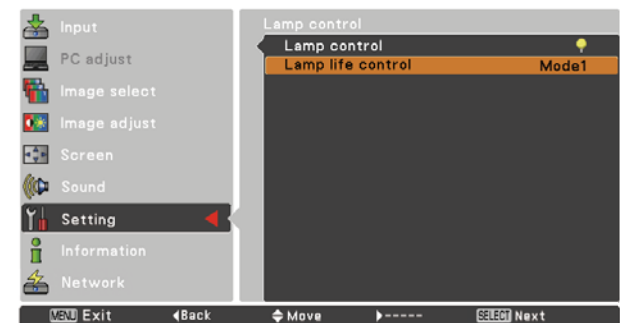 Input
PC adjust
Image select
Image adjust
Screen
Sound
Setting
Information
Network
Lamp control
Lamp control
Lamp life control Mode1
MENU Exit ◀Back Move ▶----- SELECT Next